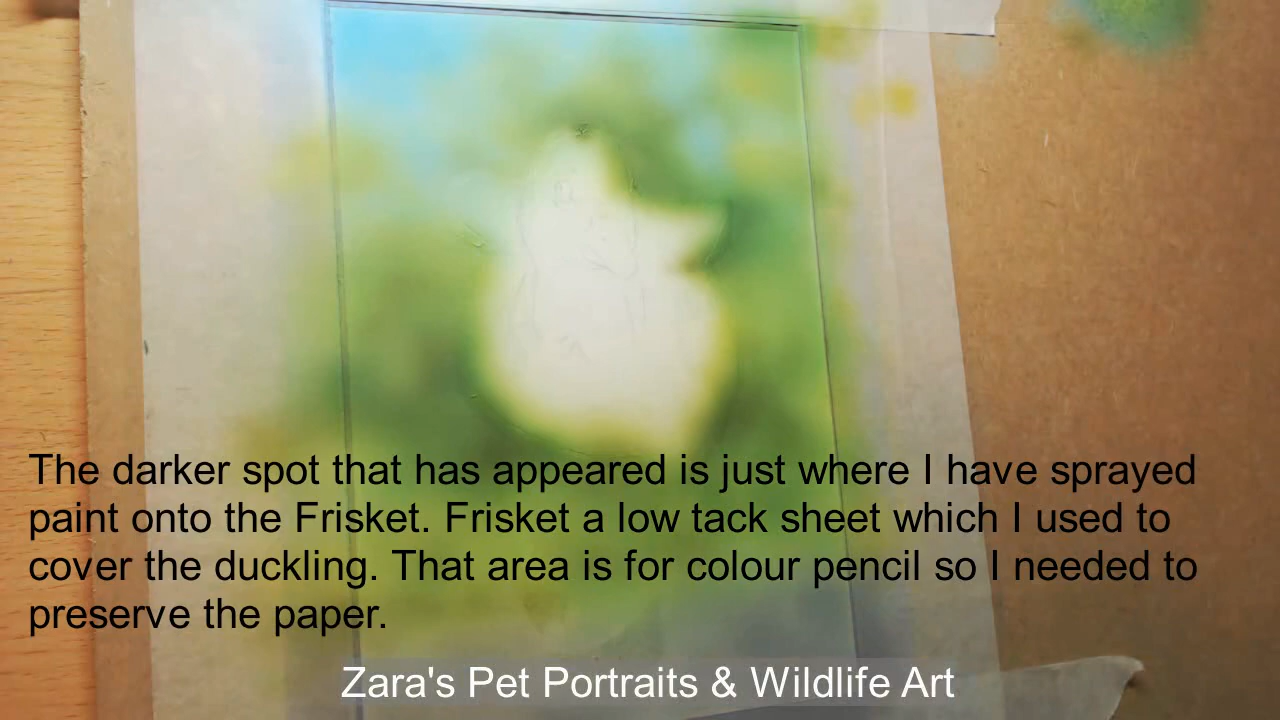 The darker spot that has appeared is just where I have sprayed
paint onto the Frisket. Frisket a low tack sheet which I used to
cover the duckling. That area is for colour pencil so I needed to
preserve the paper.
Zara's Pet Portraits & Wildlife Art